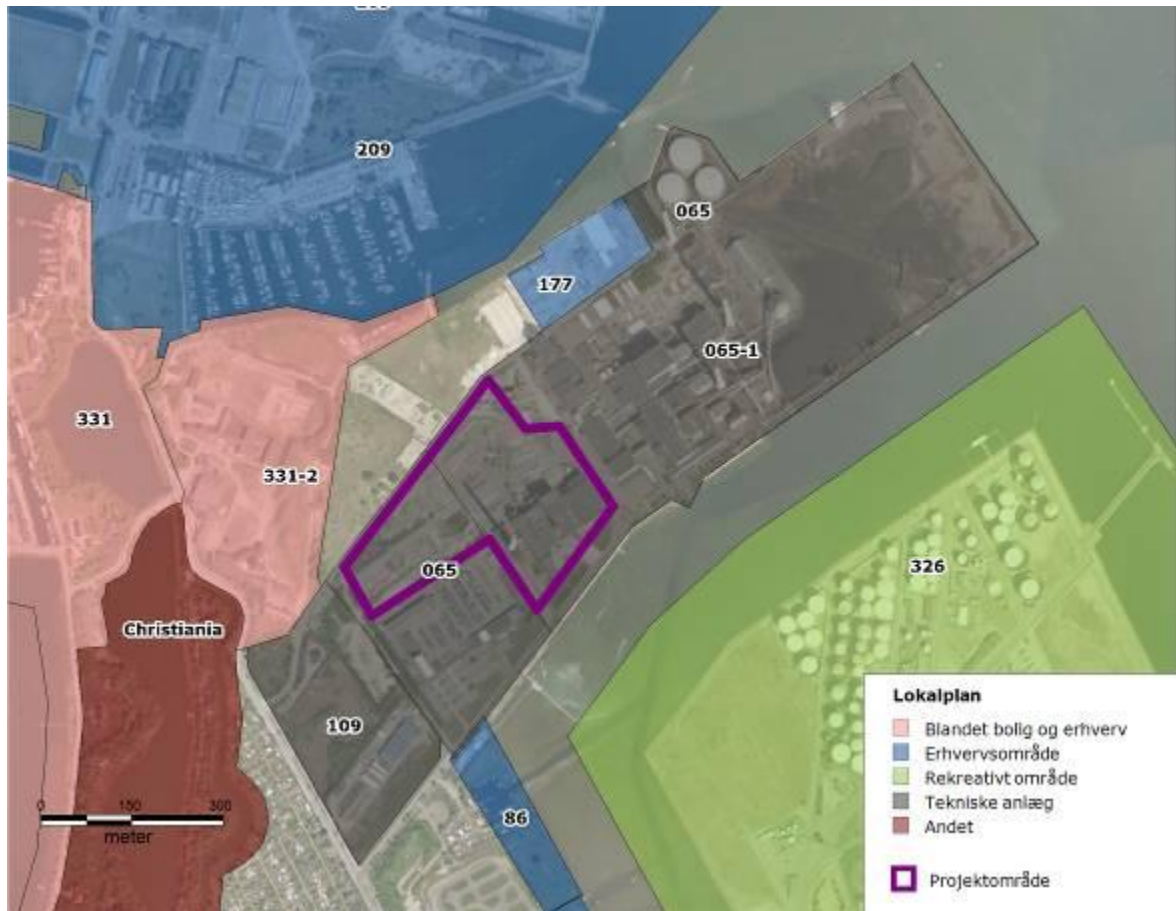 209
177
065
065-1
331
331-2
065
326
Christiania
109
86
0 150 300
meter
Lokalplan
Blandet bolig og erhverv
Erhvervsområde
Rekreativt område
Tekniske anlæg
Andet
Projektområde